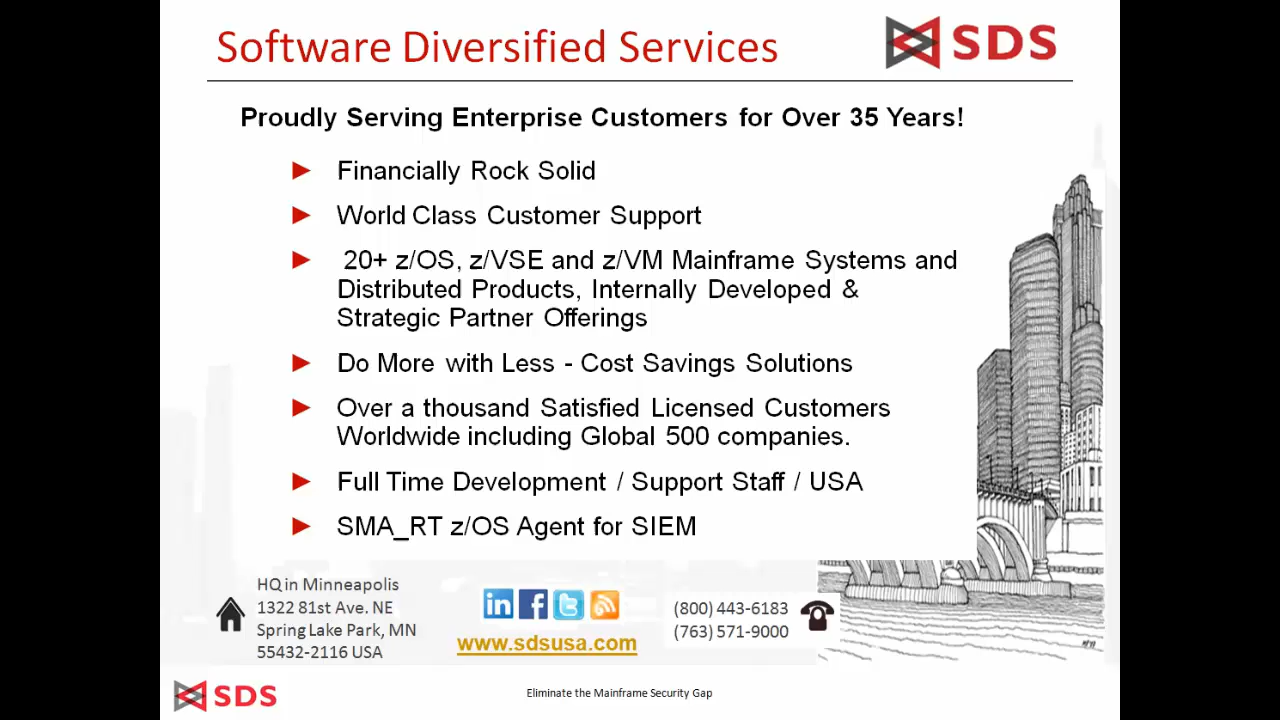 Software Diversified Services
SDS
Proudly Serving Enterprise Customers for Over 35 Years!
Financially Rock Solid
World Class Customer Support
20+ z/OS, z/VSE and z/VM Mainframe Systems and
Distributed Products, Internally Developed &
Strategic Partner Offerings
Do More with Less - Cost Savings Solutions
Over a thousand Satisfied Licensed Customers
Worldwide including Global 500 companies.
Full Time Development / Support Staff / USA
SMA_RT z/OS Agent for SIEM
HQ in Minneapolis
1322 81st Ave. NE
Spring Lake Park, MN
55432-2116 USA
in f t
www.sdsusa.com
(800) 443-6183
(763) 571-9000
SDS
Eliminate the Mainframe Security Gap